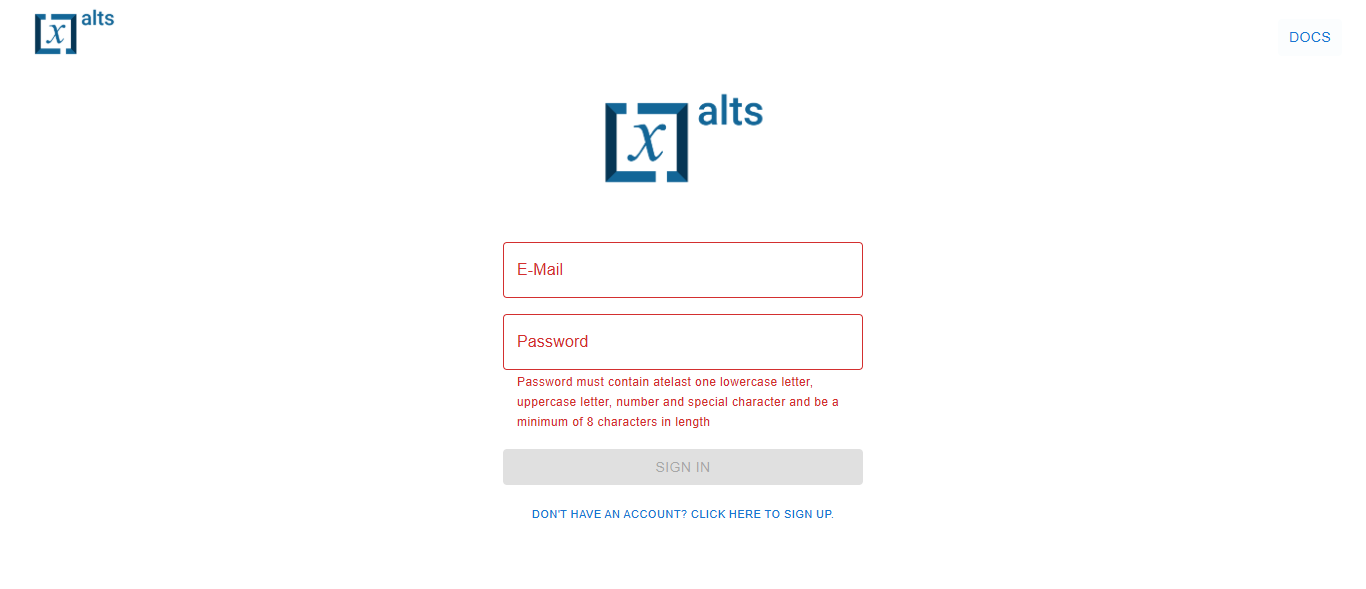 [x] alts
DOCS
[x] alts
E-Mail
Password
Password must contain atelast one lowercase letter,
uppercase letter, number and special character and be a
minimum of 8 characters in length
SIGN IN
DON'T HAVE AN ACCOUNT? CLICK HERE TO SIGN UP.